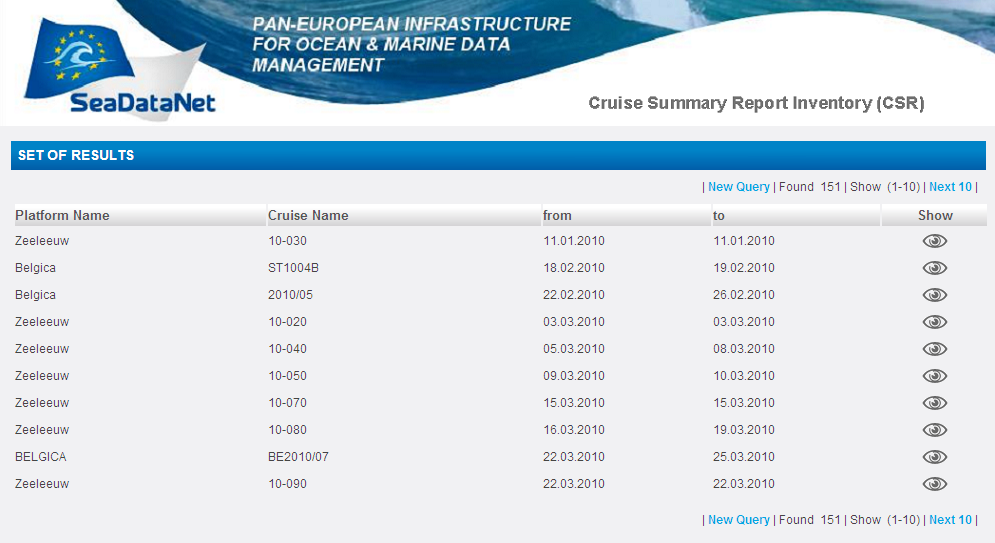 PAN-EUROPEAN INFRASTRUCTURE
FOR OCEAN & MARINE DATA
MANAGEMENT
SeaDataNet
Cruise Summary Report Inventory (CSR)
SET OF RESULTS
| New Query | Found 151 | Show (1-10) | Next 10 |
Platform Name Cruise Name from to Show
Zeeleeuw 10-030 11.01.2010 11.01.2010
Belgica ST1004B 18.02.2010 19.02.2010
Belgica 2010/05 22.02.2010 26.02.2010
Zeeleeuw 10-020 03.03.2010 03.03.2010
Zeeleeuw 10-040 05.03.2010 08.03.2010
Zeeleeuw 10-050 09.03.2010 10.03.2010
Zeeleeuw 10-070 15.03.2010 15.03.2010
Zeeleeuw 10-080 16.03.2010 19.03.2010
BELGICA BE2010/07 22.03.2010 25.03.2010
Zeeleeuw 10-090 22.03.2010 22.03.2010
| New Query | Found 151 | Show (1-10) | Next 10 |